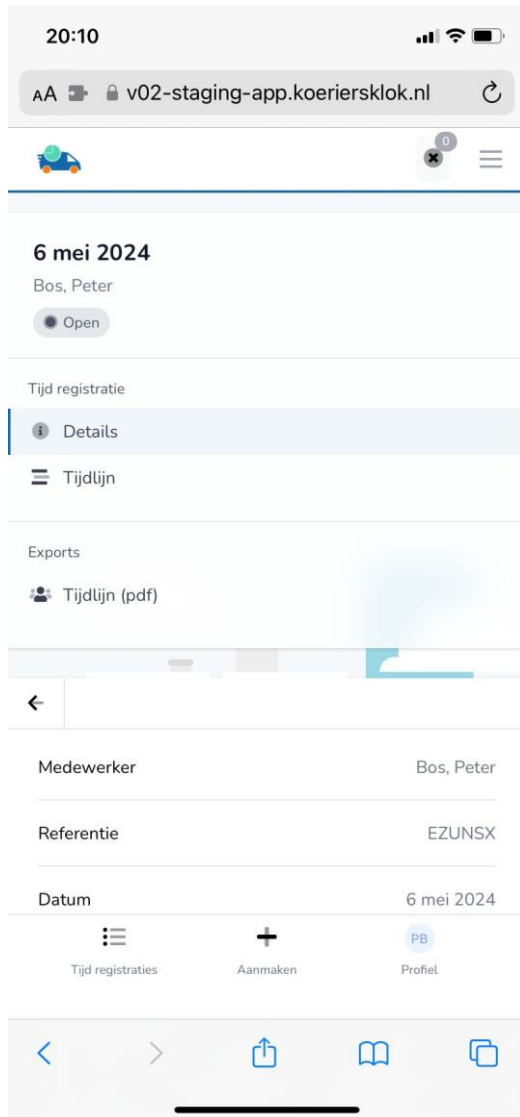 20:10
AA v02-staging-app.koeriersklok.nl
0
6 mei 2024
Bos, Peter
Open
Tijd registratie
Details
Tijdlijn
Exports
Tijdlijn (pdf)
Medewerker Bos, Peter
Referentie EZUNSX
Datum 6 mei 2024
PB
Tijd registraties Aanmaken Profiel